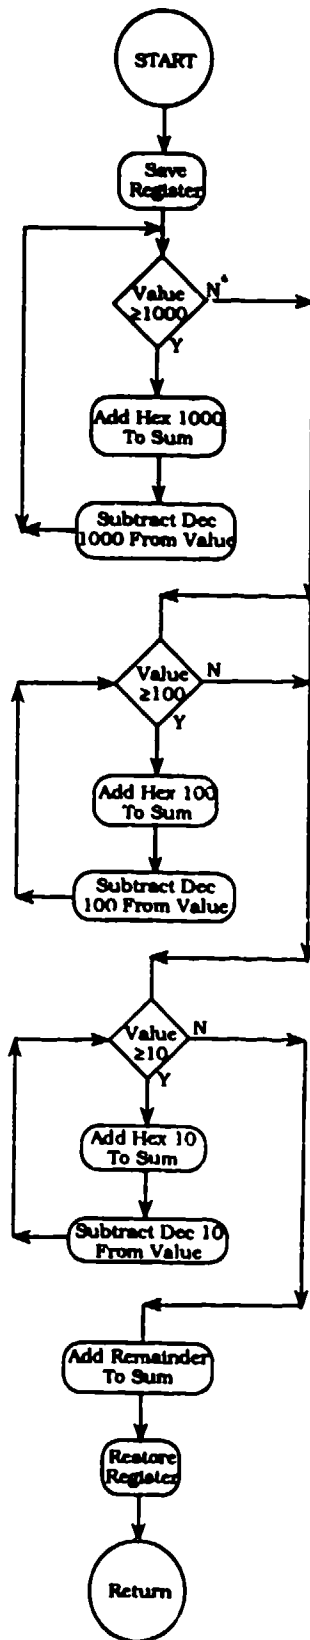 START
Save
Register
Value
≥1000
N*
Y
Add Hex 1000
To Sum
Subtract Dec
1000 From Value
Value
≥100
N
Y
Add Hex 100
To Sum
Subtract Dec
100 From Value
Value
≥10
N
Y
Add Hex 10
To Sum
Subtract Dec 10
From Value
Add Remainder
To Sum
Restore
Register
Return